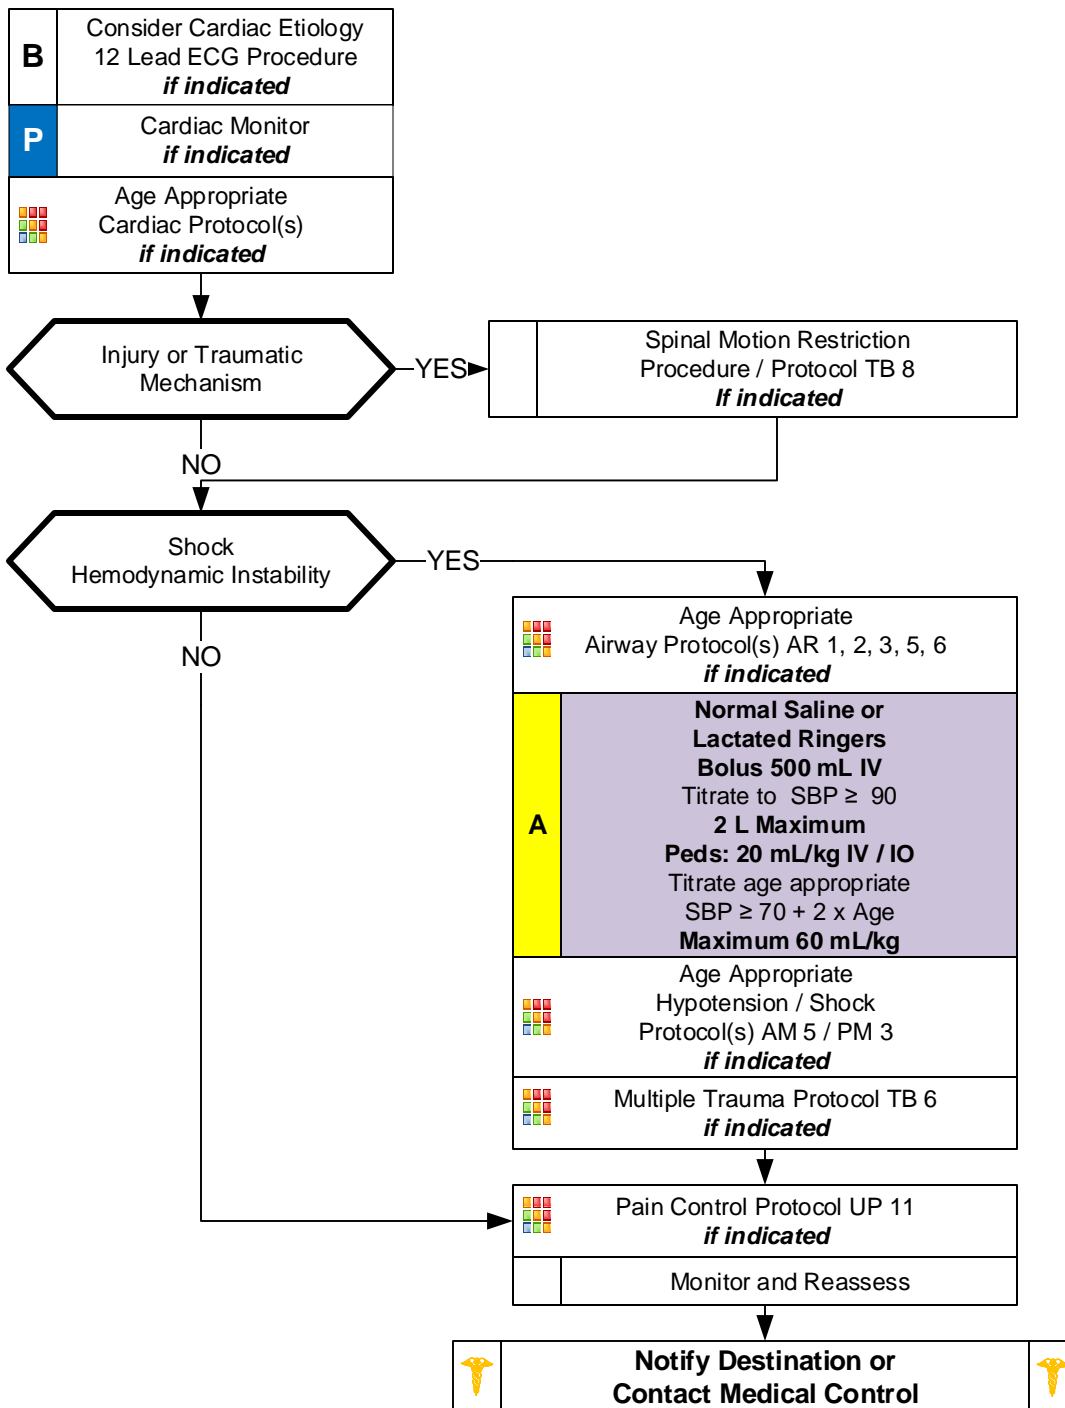 B
Consider Cardiac Etiology
12 Lead ECG Procedure
if indicated
P
Cardiac Monitor
if indicated
Age Appropriate
Cardiac Protocol(s)
if indicated
Injury or Traumatic
Mechanism
YES
Spinal Motion Restriction
Procedure / Protocol TB 8
If indicated
NO
Shock
Hemodynamic Instability
YES
NO
Age Appropriate
Airway Protocol(s) AR 1, 2, 3, 5, 6
if indicated
A
Normal Saline or
Lactated Ringers
Bolus 500 mL IV
Titrate to SBP ≥ 90
2 L Maximum
Peds: 20 mL/kg IV / IO
Titrate age appropriate
SBP ≥ 70 + 2 x Age
Maximum 60 mL/kg
Age Appropriate
Hypotension / Shock
Protocol(s) AM 5 / PM 3
if indicated
Multiple Trauma Protocol TB 6
if indicated
Pain Control Protocol UP 11
if indicated
Monitor and Reassess
Notify Destination or
Contact Medical Control